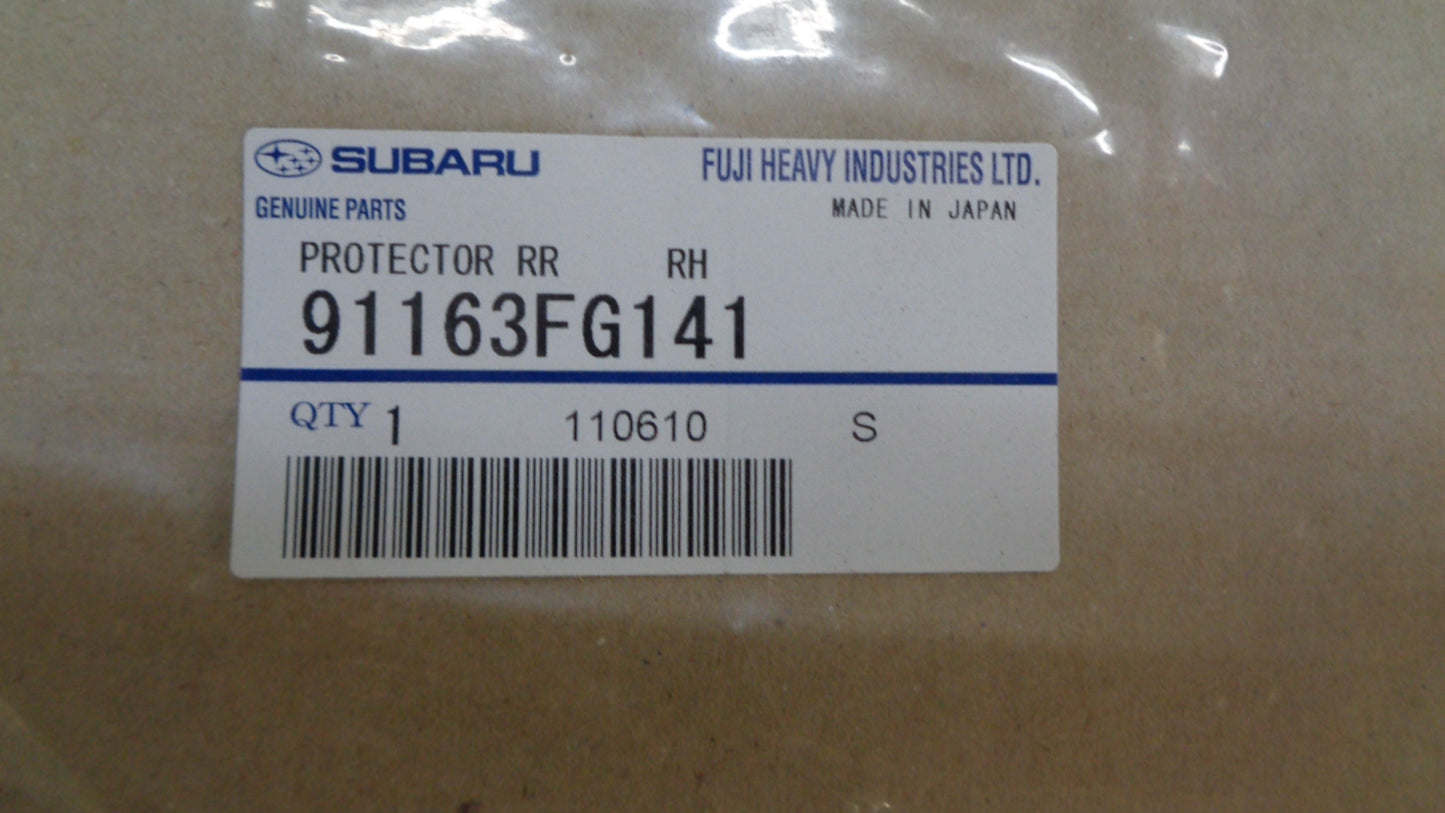 SUBARU FUJI HEAVY INDUSTRIES LTD.
GENUINE PARTS MADE IN JAPAN
PROTECTOR RR RH
91163FG141
QTY 1 110610 S